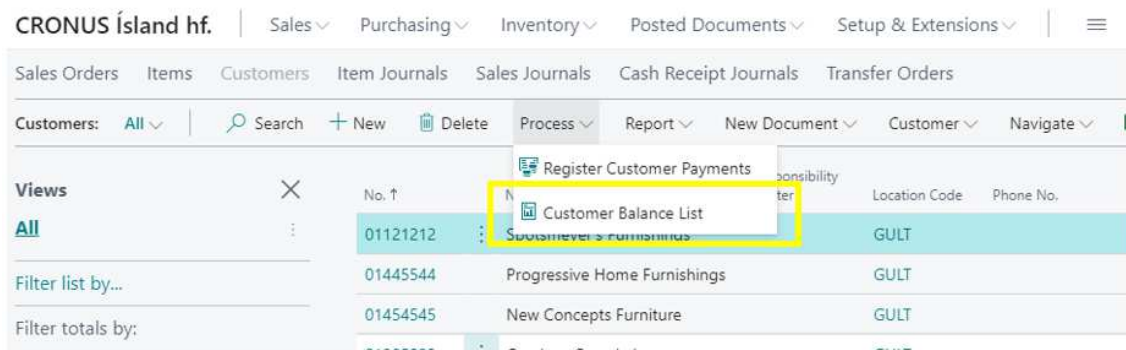 CRONUS Ísland hf. Sales Purchasing Inventory Posted Documents Setup & Extensions
Sales Orders Items Customers Item Journals Sales Journals Cash Receipt Journals Transfer Orders
Customers: All Search + New Delete Process Report New Document Customer Navigate
Register Customer Payments
Customer Balance List
Views
No. ↑ Location Code Phone No.
All
01121212 Spotsmeyer's Furnishings GULT
Filter list by...
01445544 Progressive Home Furnishings GULT
01454545 New Concepts Furniture GULT
Filter totals by: